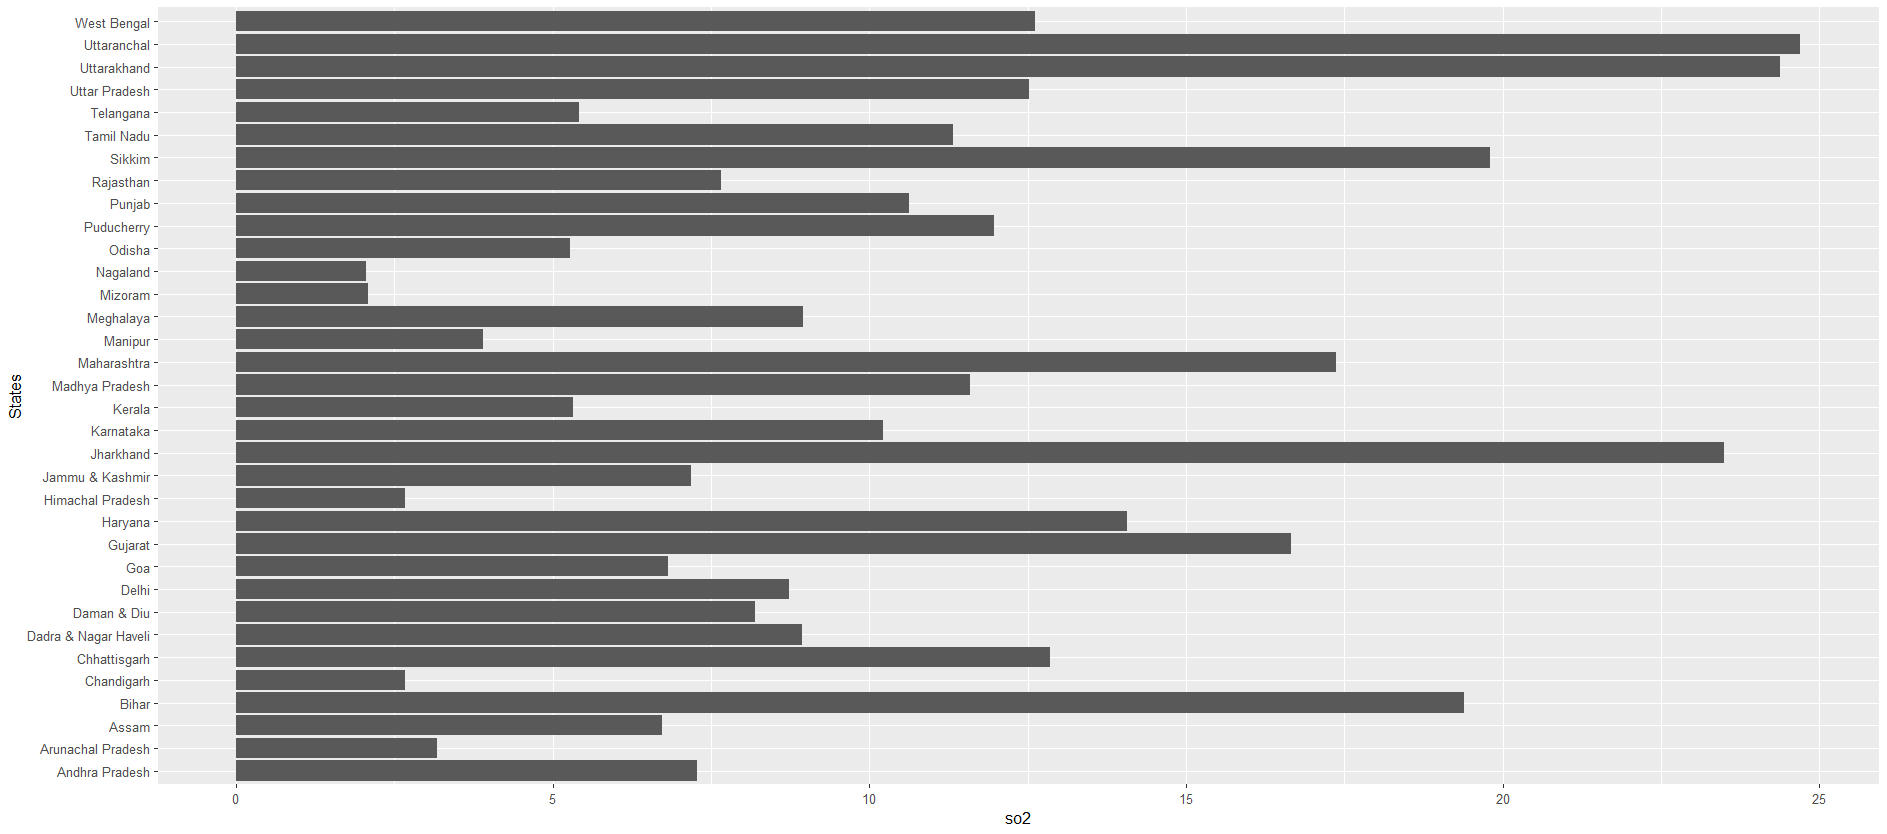 West Bengal
Uttaranchal
Uttarakhand
Uttar Pradesh
Telangana
Tamil Nadu
Sikkim
Rajasthan
Punjab
Puducherry
Odisha
Nagaland
Mizoram
Meghalaya
Manipur
Maharashtra
Madhya Pradesh
Kerala
Karnataka
Jharkhand
Jammu & Kashmir
Himachal Pradesh
Haryana
Gujarat
Goa
Delhi
Daman & Diu
Dadra & Nagar Haveli
Chhattisgarh
Chandigarh
Bihar
Assam
Arunachal Pradesh
Andhra Pradesh
States
0 5 10 15 20 25
so2